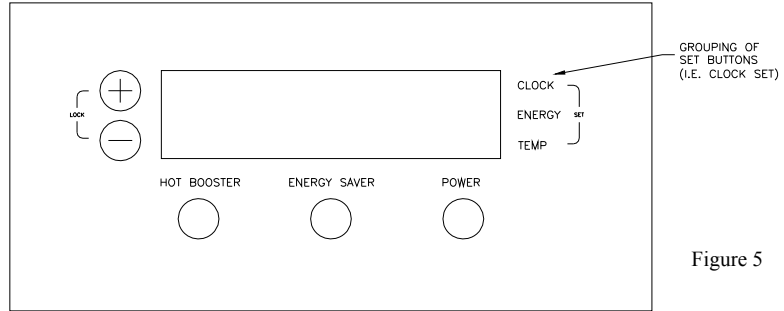 GROUPING OF
SET BUTTONS
(I.E. CLOCK SET)
CLOCK
LOCK
ENERGY SET
TEMP
HOT BOOSTER ENERGY SAVER POWER
Figure 5